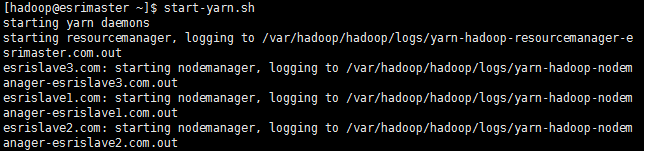 [hadoop@esrimaster ~]$ start-yarn.sh
starting yarn daemons
starting resourcemanager, logging to /var/hadoop/hadoop/logs/yarn-hadoop-resourcemanager-e
srimaster.com.out
esrislave3.com: starting nodemanager, logging to /var/hadoop/hadoop/logs/yarn-hadoop-nodem
anager-esrislave3.com.out
esrislave1.com: starting nodemanager, logging to /var/hadoop/hadoop/logs/yarn-hadoop-nodem
anager-esrislave1.com.out
esrislave2.com: starting nodemanager, logging to /var/hadoop/hadoop/logs/yarn-hadoop-nodem
anager-esrislave2.com.out